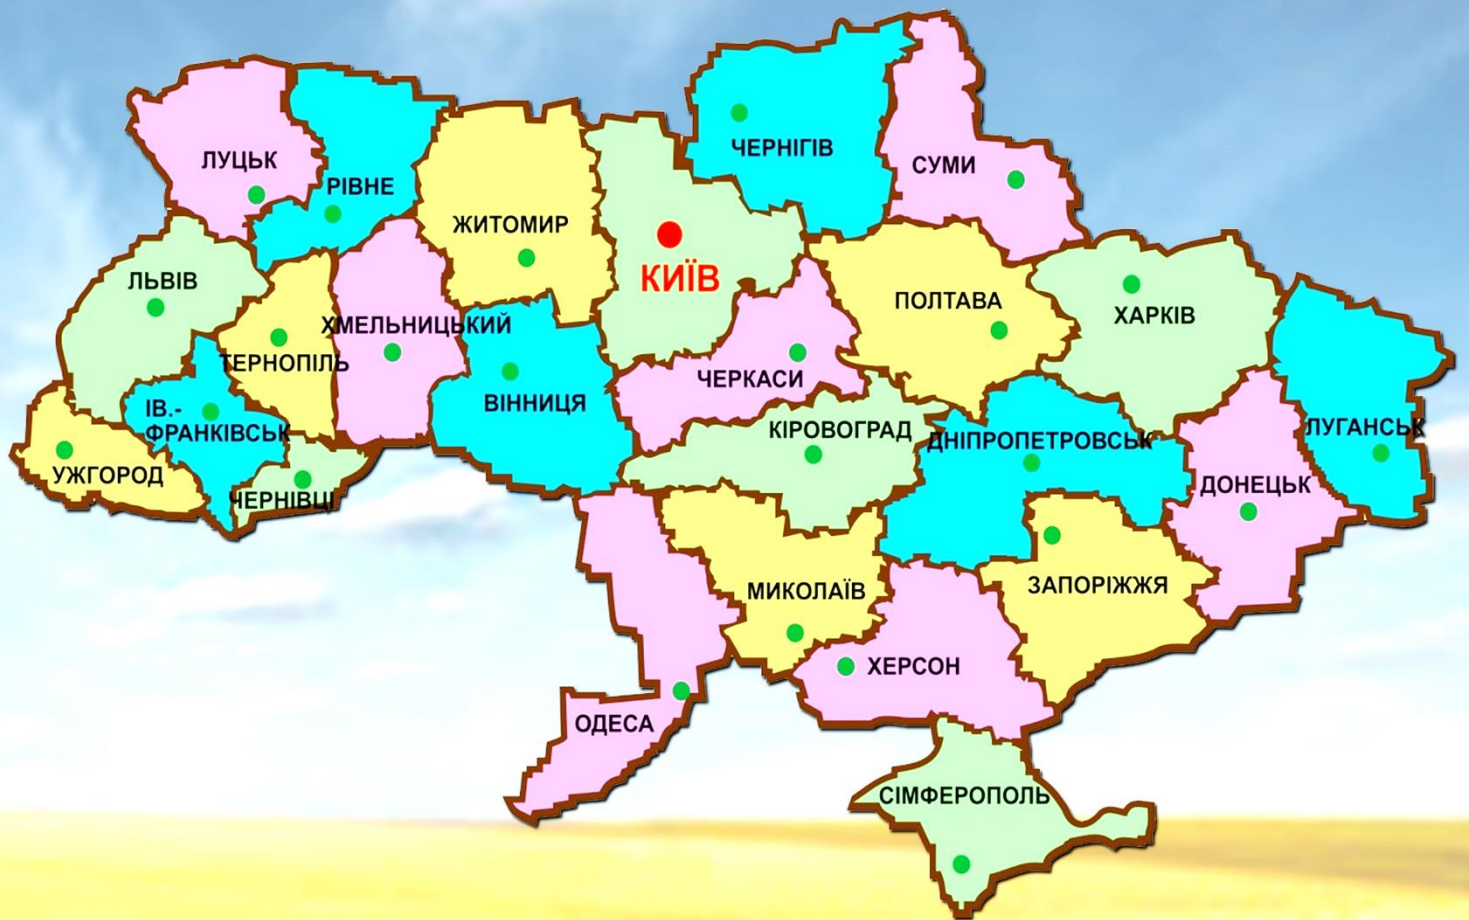 ЛУЦЬК
РІВНЕ
ЖИТОМИР
КИЇВ
ЧЕРНІГІВ
СУМИ
ЛЬВІВ
ТЕРНОПІЛЬ
ХМЕЛЬНИЦЬКИЙ
ВІННИЦЯ
ЧЕРКАСИ
ПОЛТАВА
ХАРКІВ
ІВ.-
ФРАНКІВСЬК
УЖГОРОД
ЧЕРНІВЦІ
КІРОВОГРАД
ДНІПРОПЕТРОВСЬК
ЛУГАНСЬК
ДОНЕЦЬК
МИКОЛАЇВ
ЗАПОРІЖЖЯ
ХЕРСОН
ОДЕСА
СІМФЕРОПОЛЬ